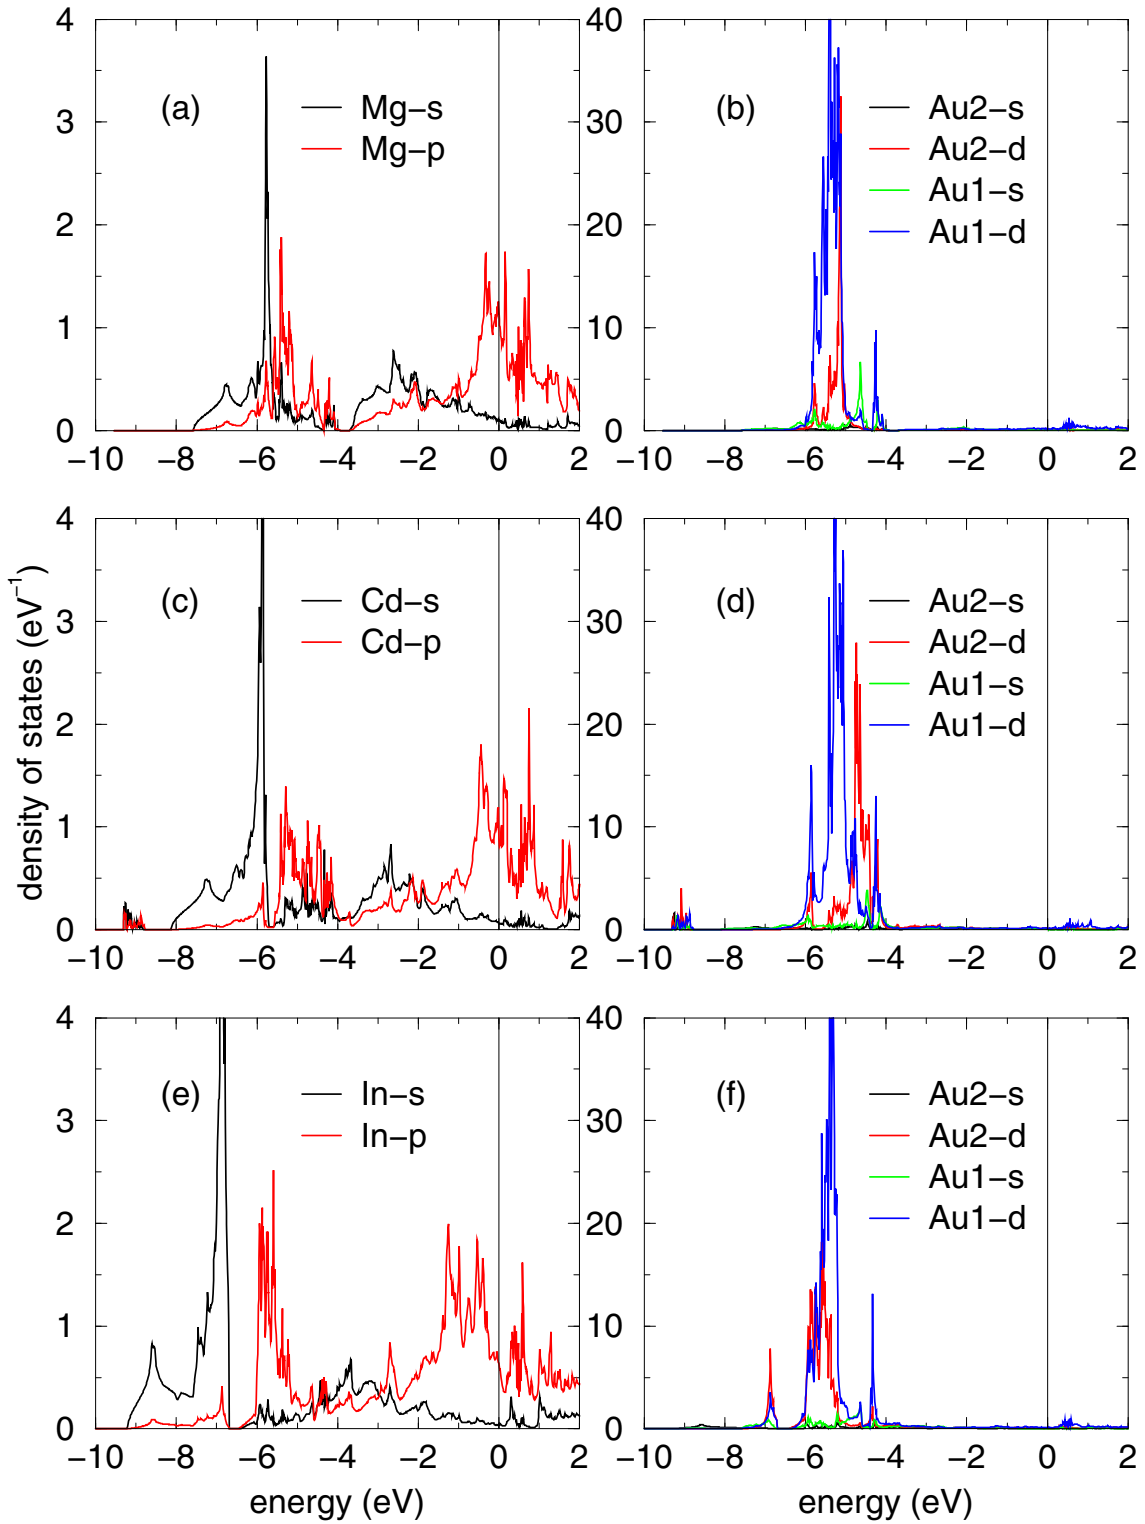 4
3
2
1
0
(a)
Mg−s
Mg−p
−10 −8 −6 −4 −2 0 2
40
30
20
10
0
(b)
Au2−s
Au2−d
Au1−s
Au1−d
−10 −8 −6 −4 −2 0 2
density of states (eV−1)
4
3
2
1
0
(c)
Cd−s
Cd−p
−10 −8 −6 −4 −2 0 2
40
30
20
10
0
(d)
Au2−s
Au2−d
Au1−s
Au1−d
−10 −8 −6 −4 −2 0 2
4
3
2
1
0
(e)
In−s
In−p
−10 −8 −6 −4 −2 0 2
energy (eV)
40
30
20
10
0
(f)
Au2−s
Au2−d
Au1−s
Au1−d
−10 −8 −6 −4 −2 0 2
energy (eV)